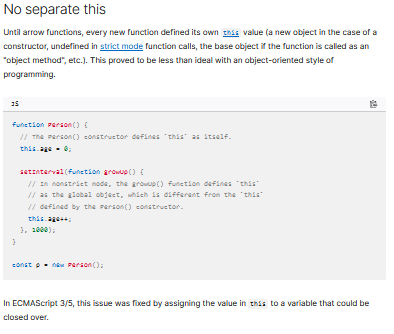 No separate this
Until arrow functions, every new function defined its own this value (a new object in the case of a
constructor, undefined in strict mode function calls, the base object if the function is called as an
"object method", etc.). This proved to be less than ideal with an object-oriented style of
programming.
JS
function Person() {
// The Person() constructor defines `this` as itself.
this.age = 0;
setInterval(function growUp() {
// In nonstrict mode, the growUp() function defines `this`
// as the global object, which is different from the `this`
// defined by the Person() constructor.
this.age++;
}, 1000);
}
const p = new Person();
In ECMAScript 3/5, this issue was fixed by assigning the value in this to a variable that could be
closed over.